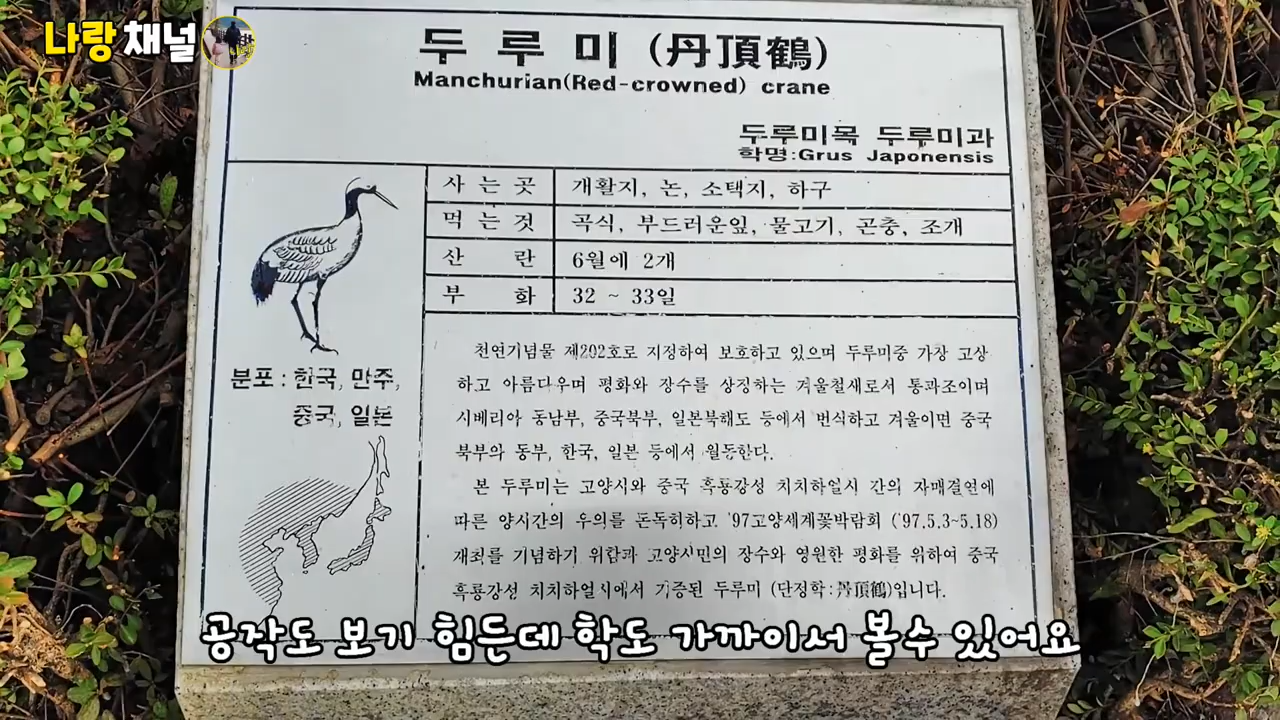 나랑 채널
두루미 (丹頂鶴)
Manchurian(Red-crowned) crane
두루미목 두루미과
학명:Grus Japonensis
사는곳 개활지, 논, 소택지, 하구
먹는것 곡식, 부드러운잎, 물고기, 곤충, 조개
산란 6월에 2개
부화 32 ~ 33일
분포 : 한국, 만주,
중국, 일본
천연기념물 제202호로 지정하여 보호하고 있으며 두루미중 가장 고상
하고 아름다우며 평화와 장수를 상징하는 겨울철새로서 통과조이며
시베리아 동남부, 중국북부, 일본북해도 등에서 번식하고 겨울이면 중국
북부와 동부, 한국, 일본 등에서 월동한다.
본 두루미는 고양시와 중국 흑룡강성 치치하얼시 간의 자매결연에
따른 양시간의 우의를 돈독히하고 '97고양세계꽃박람회 ('97.5.3~5.18)
개최를 기념하기 위함과 고양시민의 장수와 영원한 평화를 위하여 중국
흑룡강성 치치하얼시에서 기증된 두루미 (단정학:丹頂鶴)입니다.
공작도 보기 힘든데 학도 가까이서 볼수 있어요